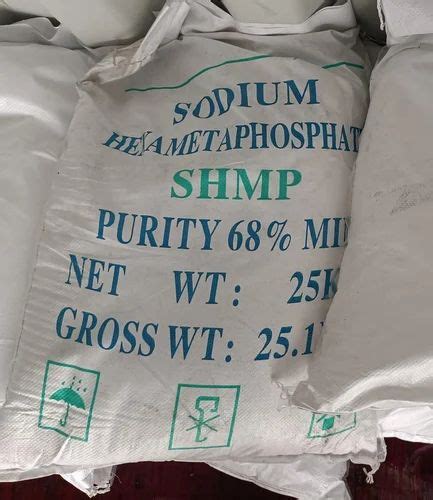 SODIUM
HEXAMETAPHOSPHAT
SHMP
PURITY 68% MI
NET WT: 25K
GROSS WT: 25.1